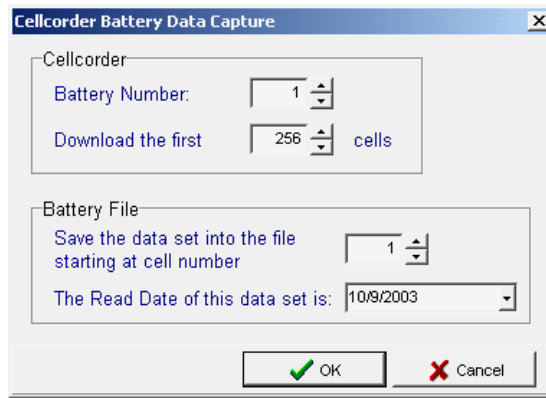 Cellcorder Battery Data Capture
Cellcorder
Battery Number: 1
Download the first 256 cells
Battery File
Save the data set into the file
starting at cell number 1
The Read Date of this data set is: 10/9/2003
OK Cancel